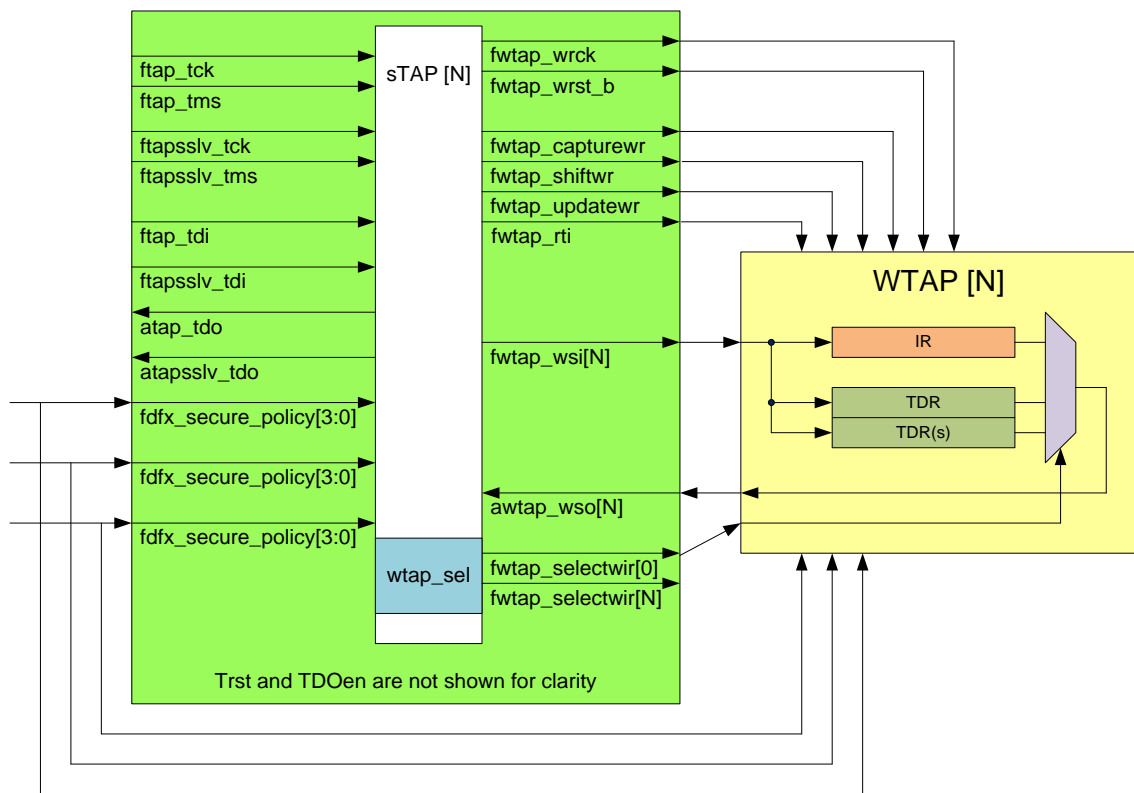 sTAP [N]
ftap_tck
ftap_tms
ftapsslv_tck
ftapsslv_tms
ftap_tdi
ftapsslv_tdi
atap_tdo
atapsslv_tdo
fdfx_secure_policy[3:0]
fdfx_secure_policy[3:0]
fdfx_secure_policy[3:0]
wtap_sel
fwtap_wrck
fwtap_wrst_b
fwtap_capturewr
fwtap_shiftwr
fwtap_updatewr
fwtap_rti
fwtap_wsi[N]
awtap_wso[N]
fwtap_selectwir[0]
fwtap_selectwir[N]
Trst and TDOen are not shown for clarity
WTAP [N]
IR
TDR
TDR(s)